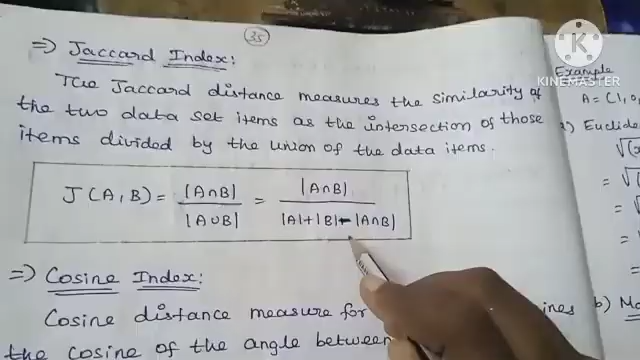 35
⇒) Jaccard Index:
The Jaccard distance measures the similarity of
the two data set items as the intersection of those
items divided by the union of the data items.
J(A,B) = |A∩B| / |A∪B| = |A∩B| / |A|+|B|-|A∩B|
⇒) Cosine Index:
Cosine distance measure for
the cosine of the angle between
KINEMASTER
Example
A = (1,0,
a) Euclide
√(x
= √(
= √
=
=
b) Ma